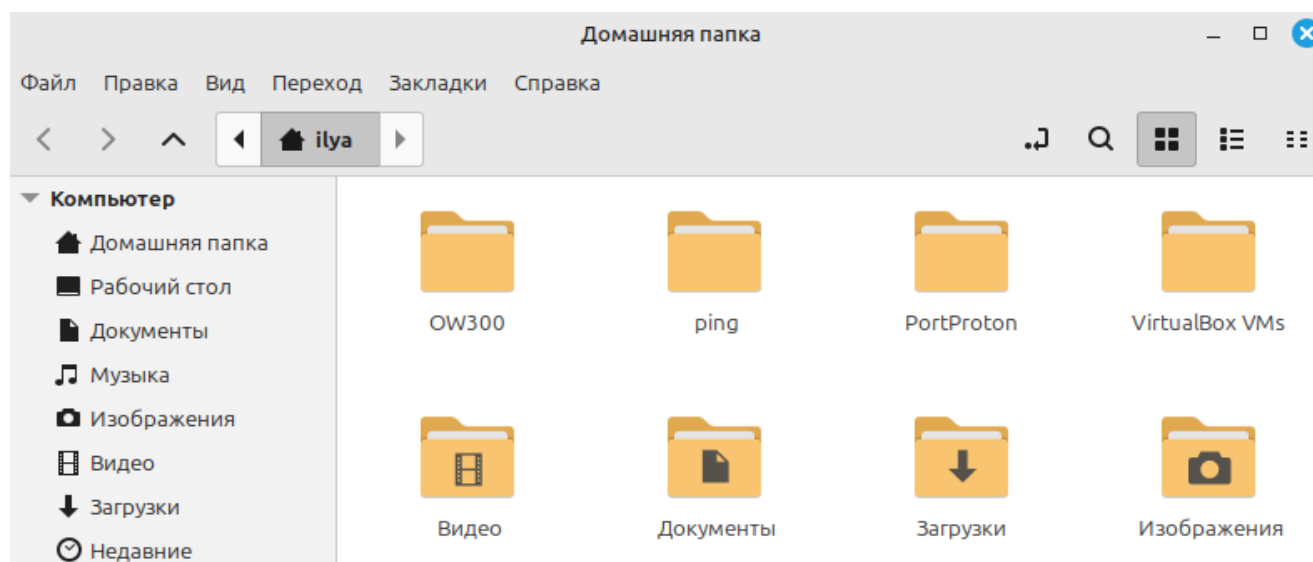 Домашняя папка
Файл Правка Вид Переход Закладки Справка
ilya
Компьютер
Домашняя папка
Рабочий стол
Документы
Музыка
Изображения
Видео
Загрузки
Недавние
OW300 ping PortProton VirtualBox VMs
Видео Документы Загрузки Изображения